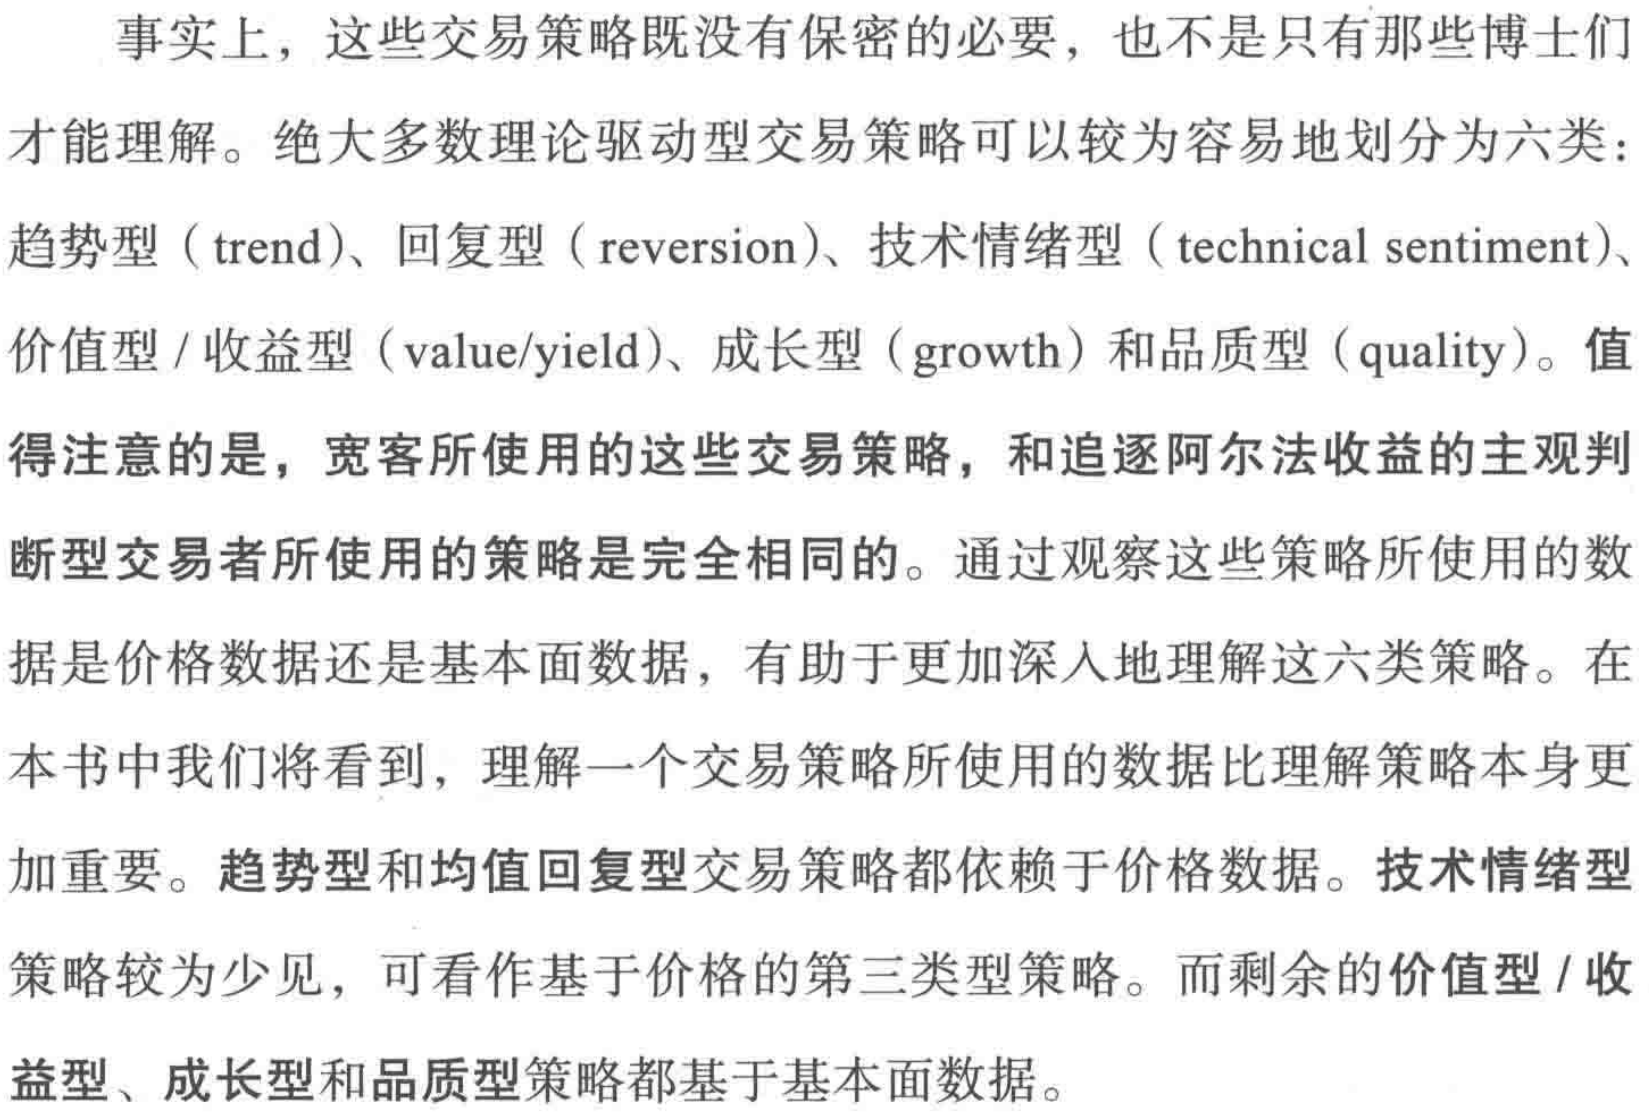 事实上，这些交易策略既没有保密的必要，也不是只有那些博士们
才能理解。绝大多数理论驱动型交易策略可以较为容易地划分为六类：
趋势型（trend）、回复型（reversion）、技术情绪型（technical sentiment）、
价值型 / 收益型（value/yield）、成长型（growth）和品质型（quality）。值
得注意的是，宽客所使用的这些交易策略，和追逐阿尔法收益的主观判
断型交易者所使用的策略是完全相同的。通过观察这些策略所使用的数
据是价格数据还是基本面数据，有助于更加深入地理解这六类策略。在
本书中我们将看到，理解一个交易策略所使用的数据比理解策略本身更
加重要。趋势型和均值回复型交易策略都依赖于价格数据。技术情绪型
策略较为少见，可看作基于价格的第三类型策略。而剩余的价值型 / 收
益型、成长型和品质型策略都基于基本面数据。